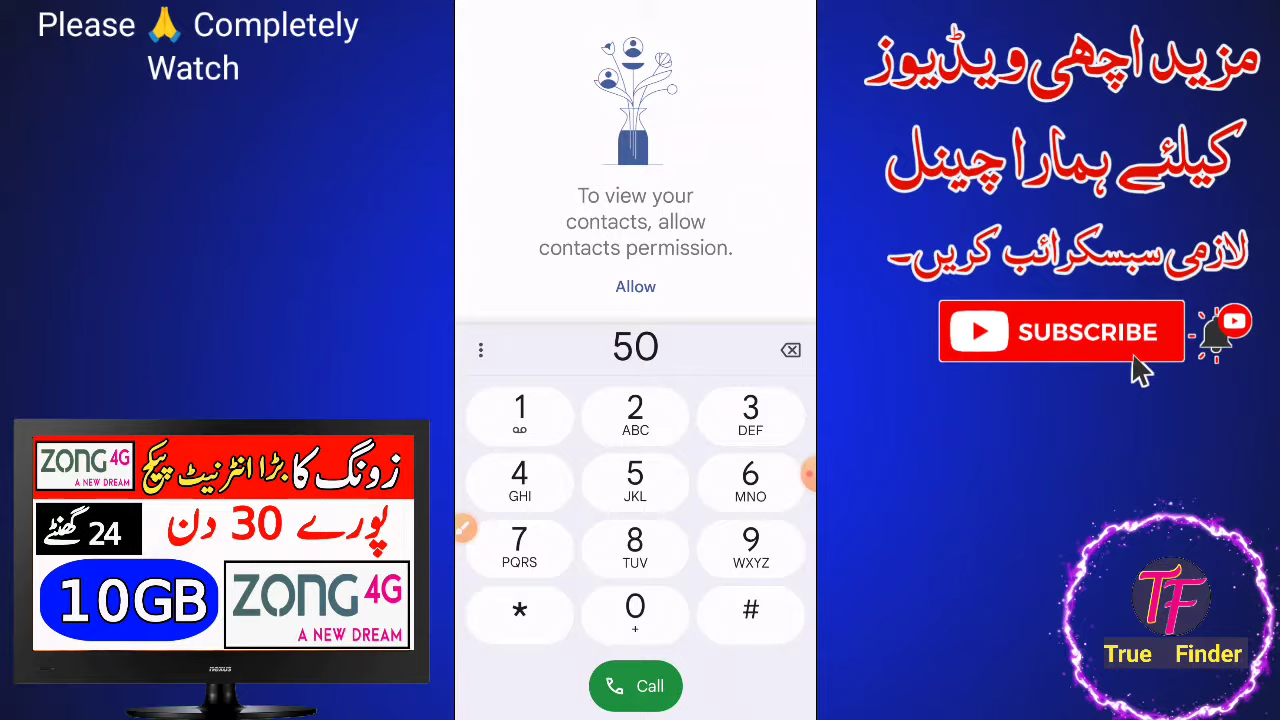 Please 🙏 Completely
Watch
To view your
contacts, allow
contacts permission.
Allow
50
1
2
ABC
3
DEF
4
GHI
5
JKL
6
MNO
7
PQRS
8
TUV
9
WXYZ
*
0
+
#
Call
مزید اچھی ویڈیوز
کیلئے ہمارا چینل
لازمی سبسکرائب کریں۔
SUBSCRIBE
ZONG 4G
A NEW DREAM
زونگ کا بڑا انٹرنیٹ پیکج
پورے 30 دن
24 گھنٹے
10GB
ZONG 4G
A NEW DREAM
NEXUS
TF
True Finder